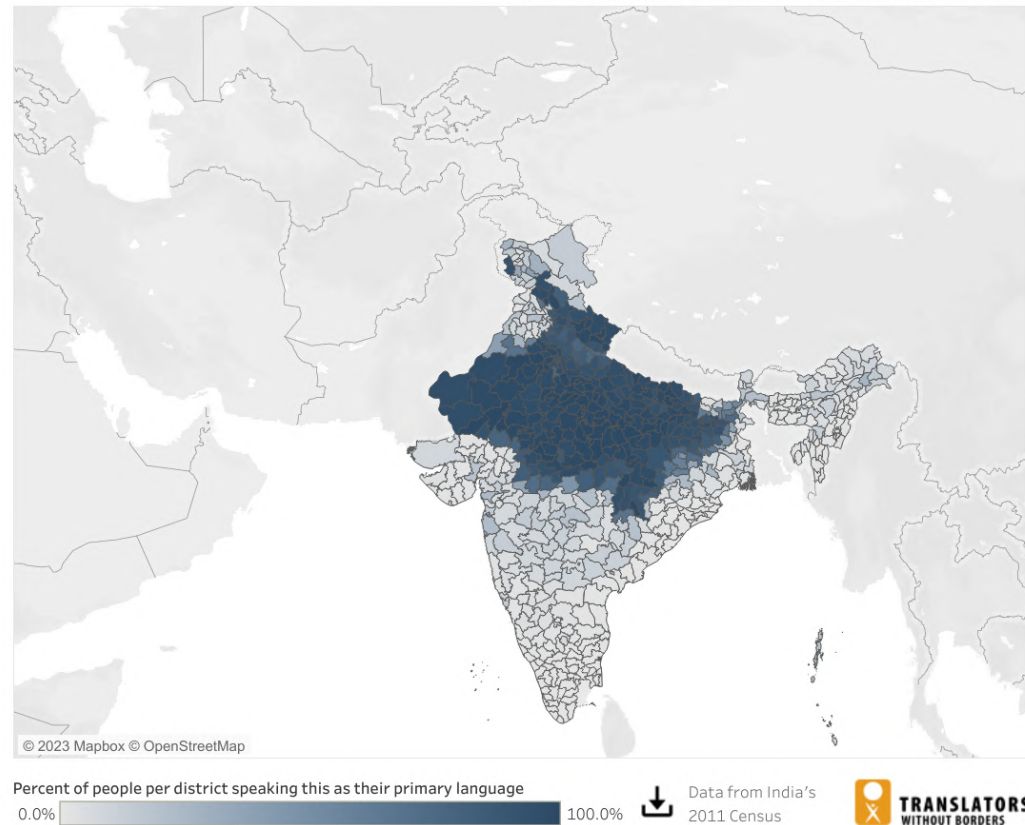 © 2023 Mapbox © OpenStreetMap
Percent of people per district speaking this as their primary language
0.0%
100.0%
Data from India's
2011 Census
TRANSLATORS
WITHOUT BORDERS